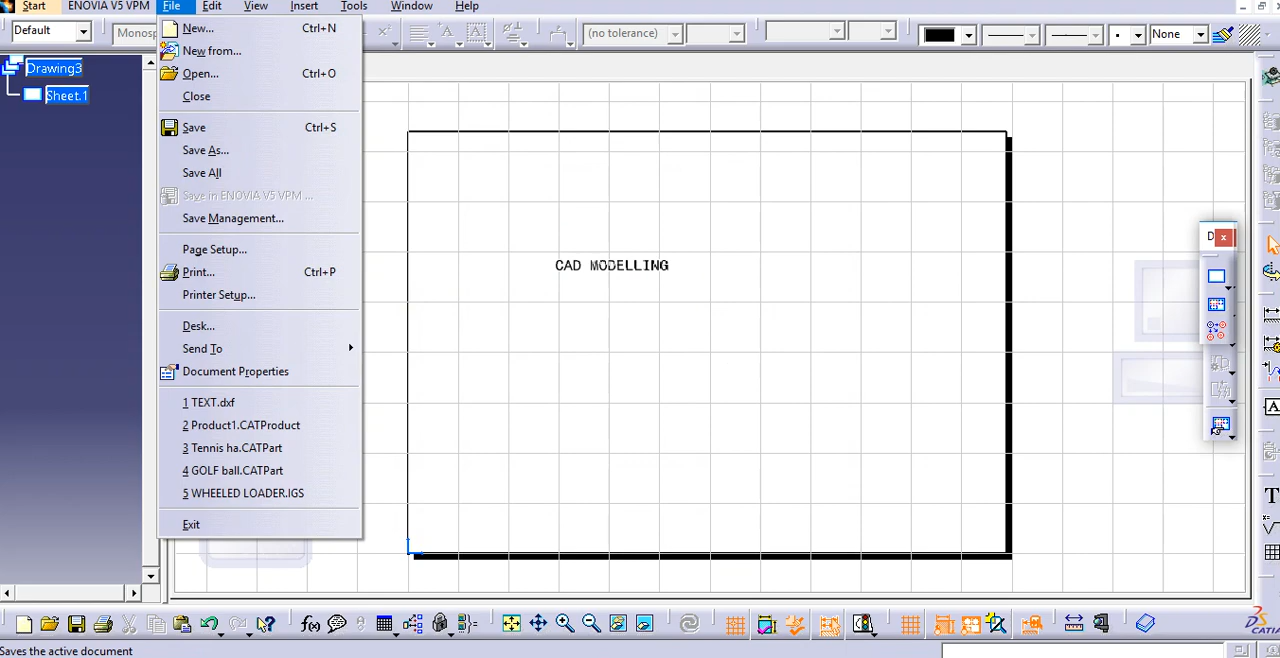 Start ENOVIA V5 VPM File Edit View Insert Tools Window Help
Default Monosp (no tolerance) None
Drawing3
Sheet.1
New... Ctrl+N
New from...
Open... Ctrl+O
Close
Save Ctrl+S
Save As...
Save All
Save in ENOVIA V5 VPM ...
Save Management...
Page Setup...
Print... Ctrl+P
Printer Setup...
Desk...
Send To
Document Properties
1 TEXT.dxf
2 Product1.CATProduct
3 Tennis ha.CATPart
4 GOLF ball.CATPart
5 WHEELED LOADER.IGS
Exit
CAD MODELLING
D x
Saves the active document
CATIA